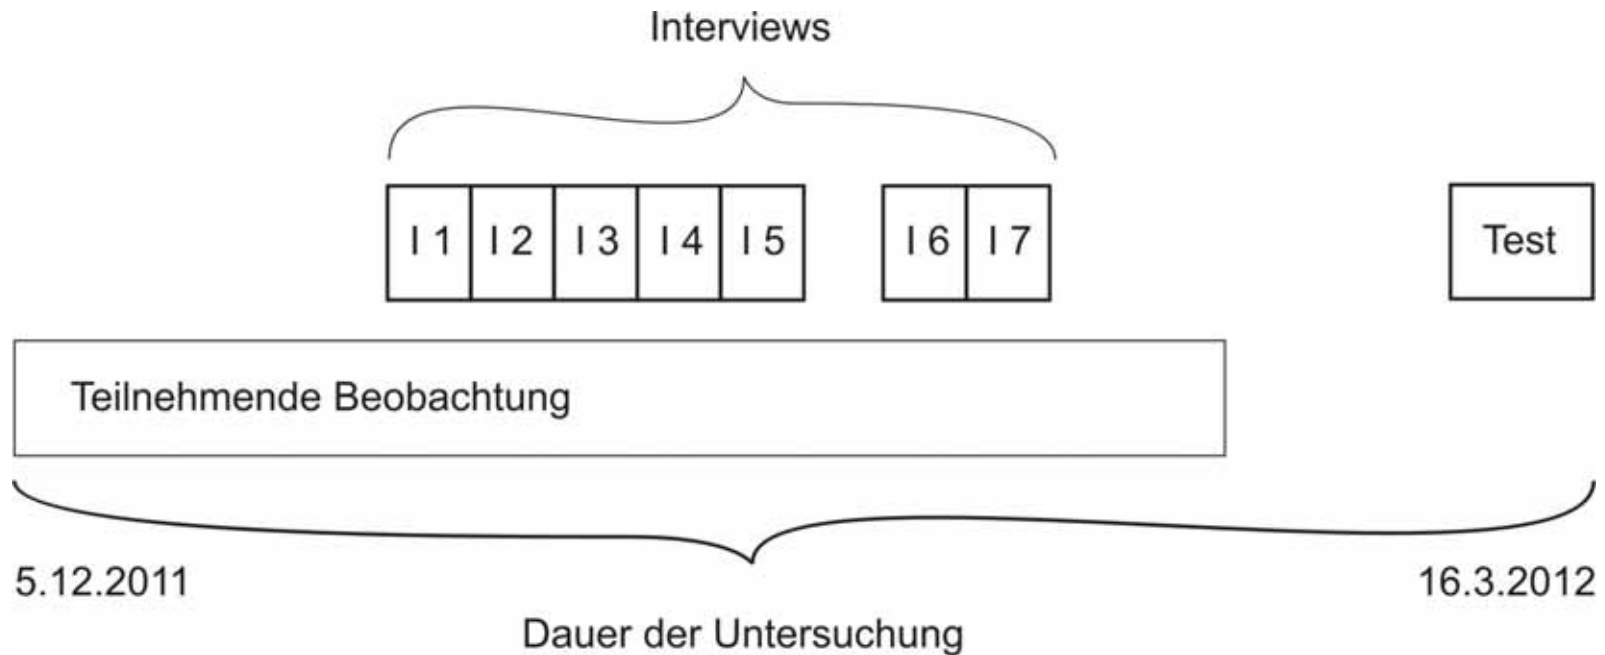 Interviews
I 1 I 2 I 3 I 4 I 5 I 6 I 7 Test
Teilnehmende Beobachtung
5.12.2011 16.3.2012
Dauer der Untersuchung